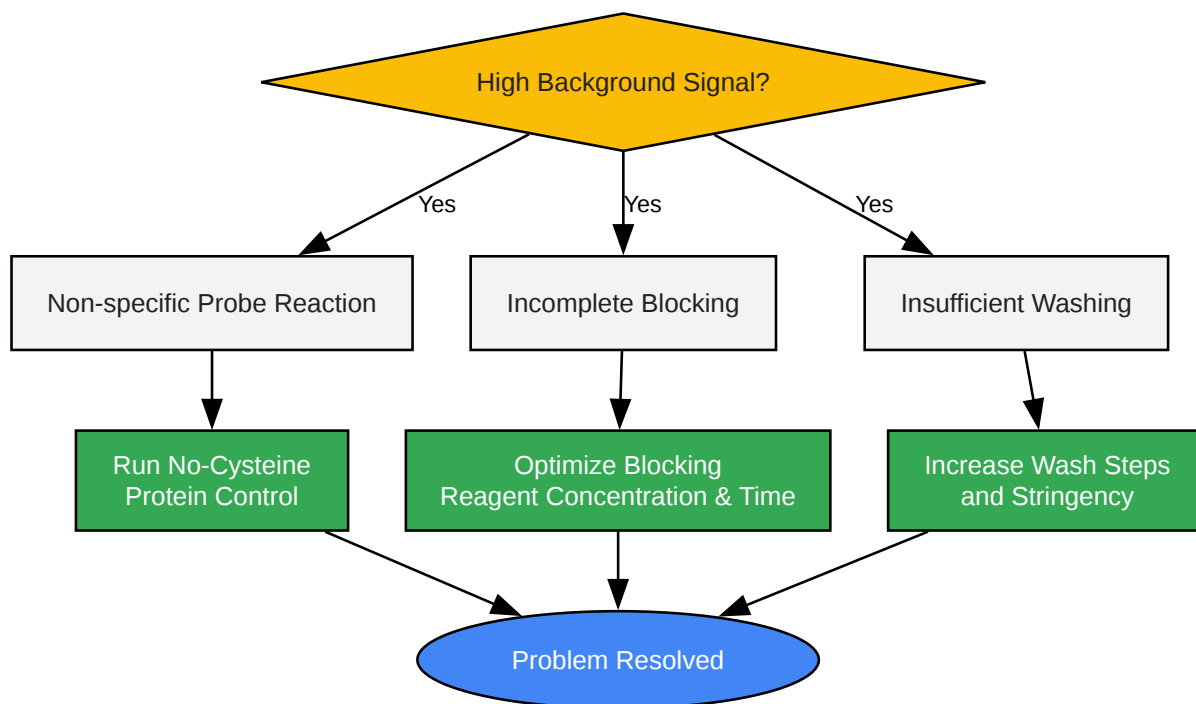 High Background Signal?
Yes
Yes
Yes
Non-specific Probe Reaction
Incomplete Blocking
Insufficient Washing
Run No-Cysteine
Protein Control
Optimize Blocking
Reagent Concentration & Time
Increase Wash Steps
and Stringency
Problem Resolved